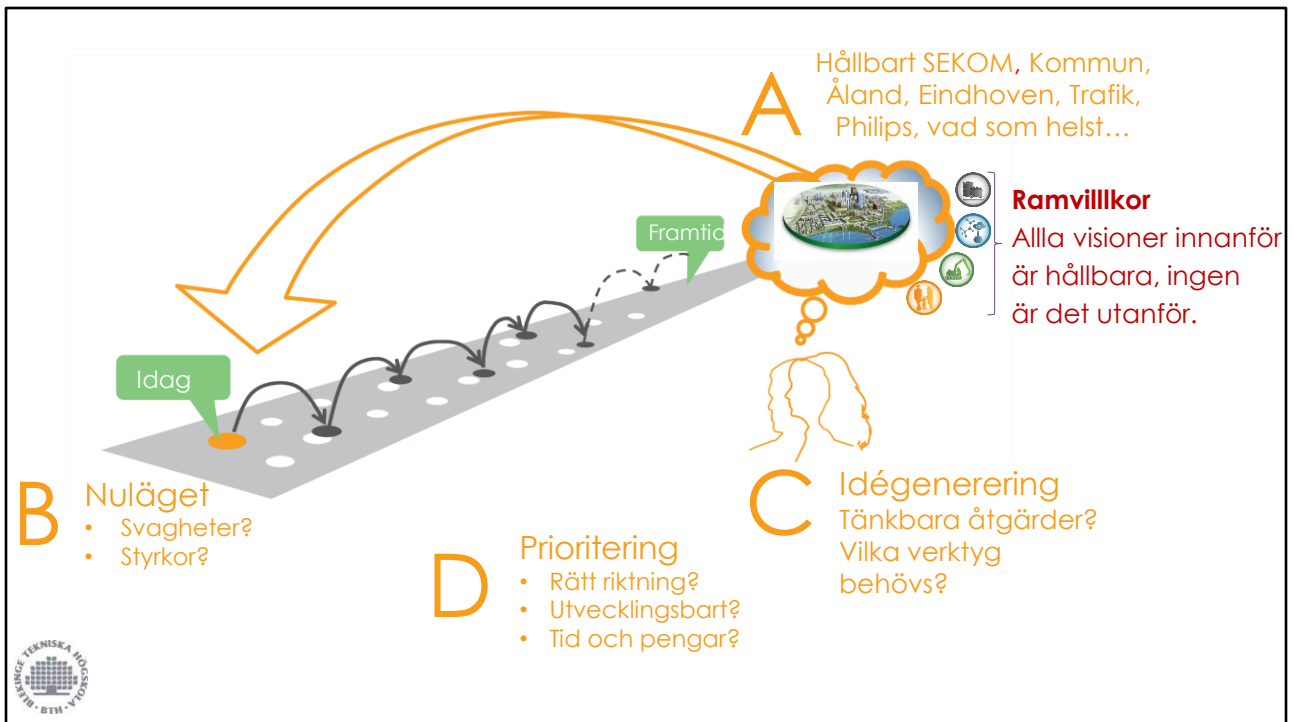 A
Hållbart SEKOM, Kommun,
Åland, Eindhoven, Trafik,
Philips, vad som helst…
Ramvilllkor
Allla visioner innanför
är hållbara, ingen
är det utanför.
Framtid
Idag
B
Nuläget
• Svagheter?
• Styrkor?
C
Idégenerering
Tänkbara åtgärder?
Vilka verktyg
behövs?
D
Prioritering
• Rätt riktning?
• Utvecklingsbart?
• Tid och pengar?
BLEKINGE TEKNISKA HÖGSKOLA · BTH ·